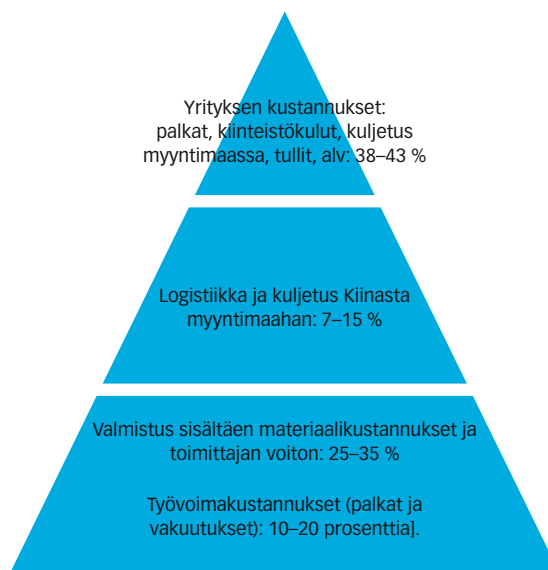 Yrityksen kustannukset:
palkat, kiinteistökulut, kuljetus
myyntimaassa, tullit, alv: 38–43 %
Logistiikka ja kuljetus Kiinasta
myyntimaahan: 7–15 %
Valmistus sisältäen materiaalikustannukset ja
toimittajan voiton: 25–35 %
Työvoimakustannukset (palkat ja
vakuutukset): 10–20 prosenttia].